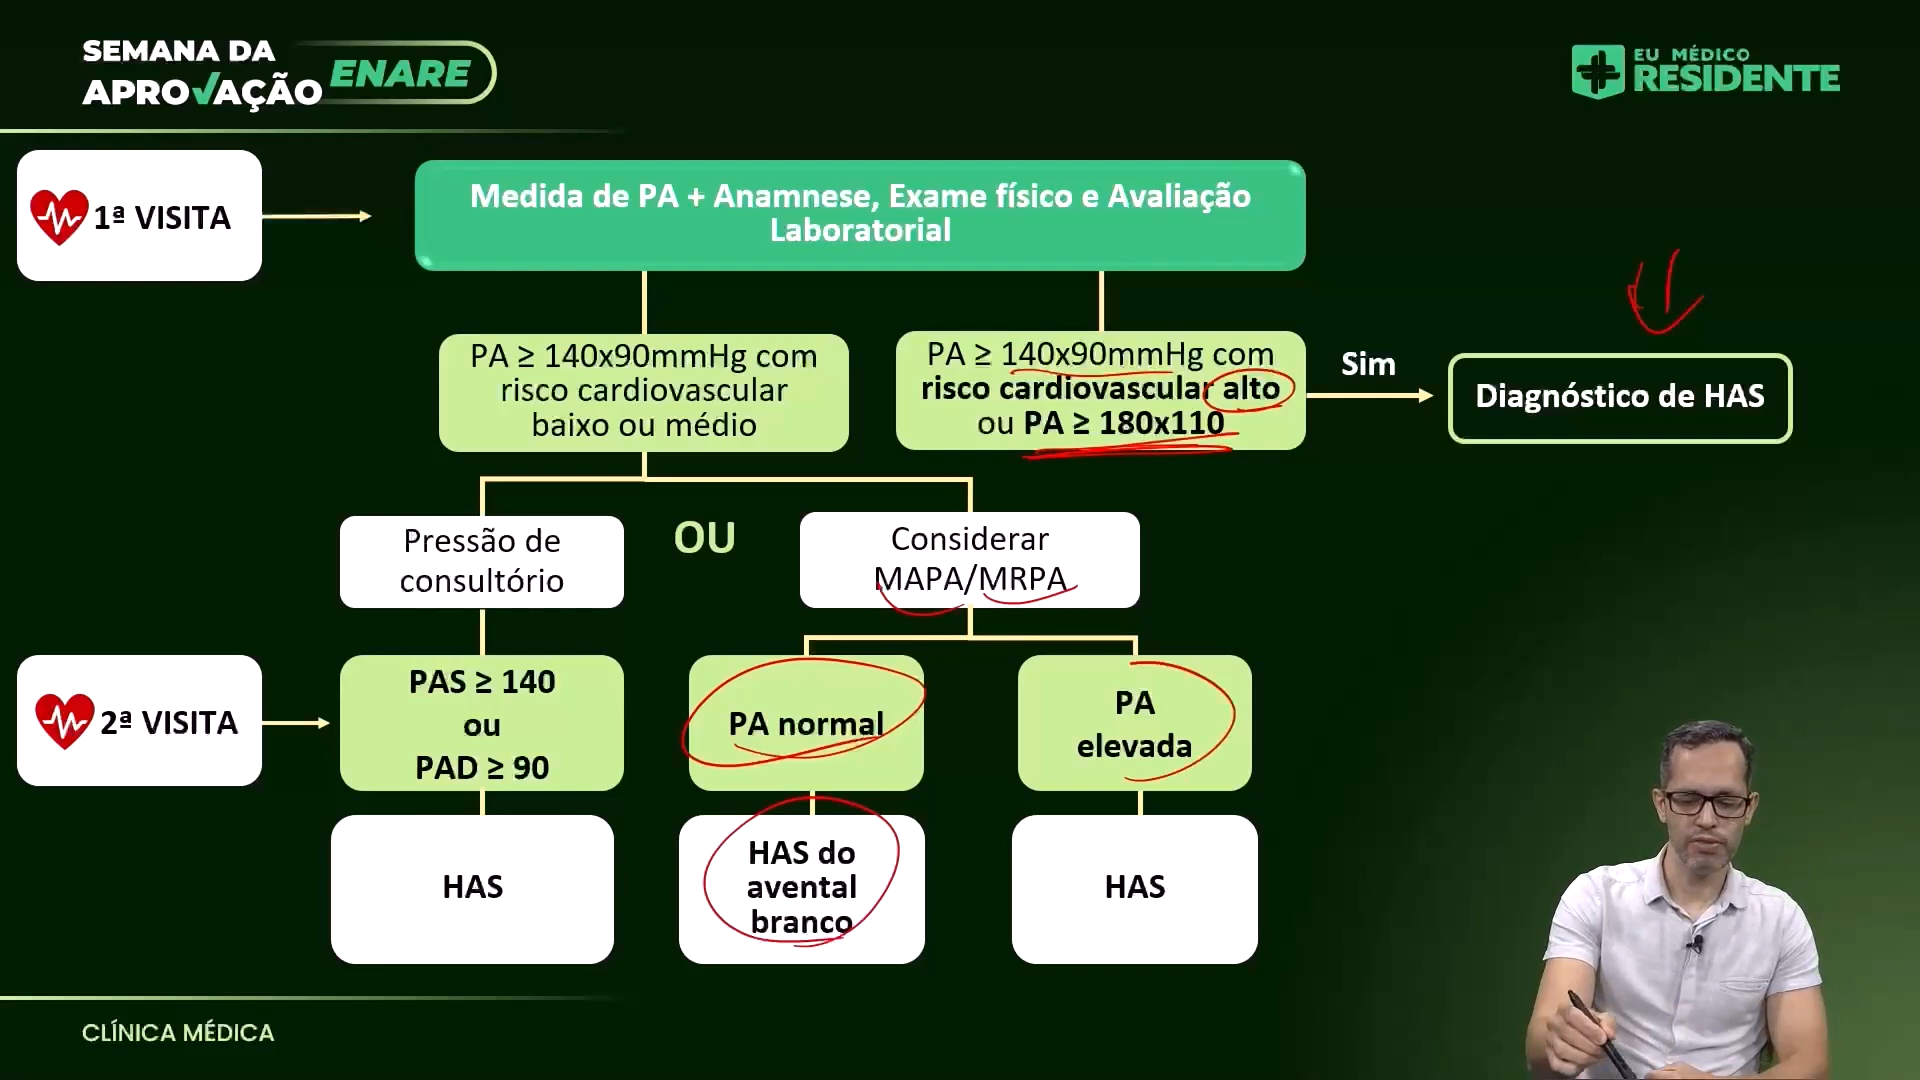 SEMANA DA
APROVAÇÃO
ENARE
EU MÉDICO
RESIDENTE
1ª VISITA
Medida de PA + Anamnese, Exame físico e Avaliação
Laboratorial
PA ≥ 140x90mmHg com
risco cardiovascular
baixo ou médio
PA ≥ 140x90mmHg com
risco cardiovascular alto
ou PA ≥ 180x110
Sim
Diagnóstico de HAS
Pressão de
consultório
OU
Considerar
MAPA/MRPA
2ª VISITA
PAS ≥ 140
ou
PAD ≥ 90
PA normal
PA
elevada
HAS
HAS do
avental
branco
HAS
CLÍNICA MÉDICA